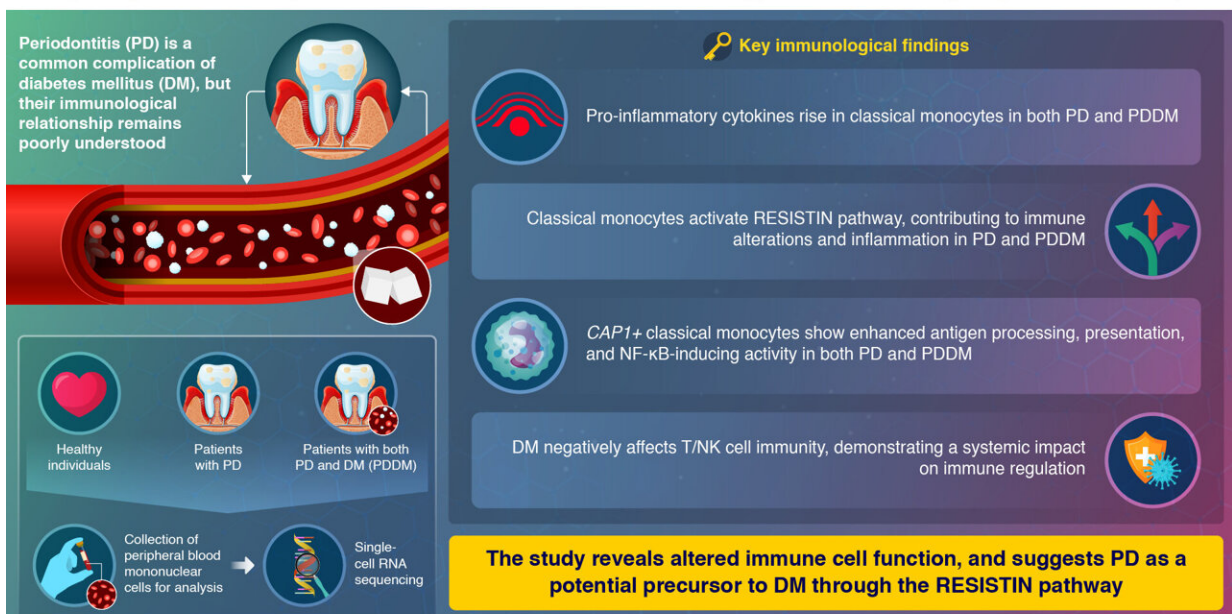 Periodontitis (PD) is a
common complication of
diabetes mellitus (DM), but
their immunological
relationship remains
poorly understood
Healthy
individuals
Patients
with PD
Patients with both
PD and DM (PDDM)
Collection of
peripheral blood
mononuclear
cells for analysis
Single-
cell RNA
sequencing
Key immunological findings
Pro-inflammatory cytokines rise in classical monocytes in both PD and PDDM
Classical monocytes activate RESISTIN pathway, contributing to immune
alterations and inflammation in PD and PDDM
CAP1+ classical monocytes show enhanced antigen processing, presentation,
and NF-κB-inducing activity in both PD and PDDM
DM negatively affects T/NK cell immunity, demonstrating a systemic impact
on immune regulation
The study reveals altered immune cell function, and suggests PD as a
potential precursor to DM through the RESISTIN pathway